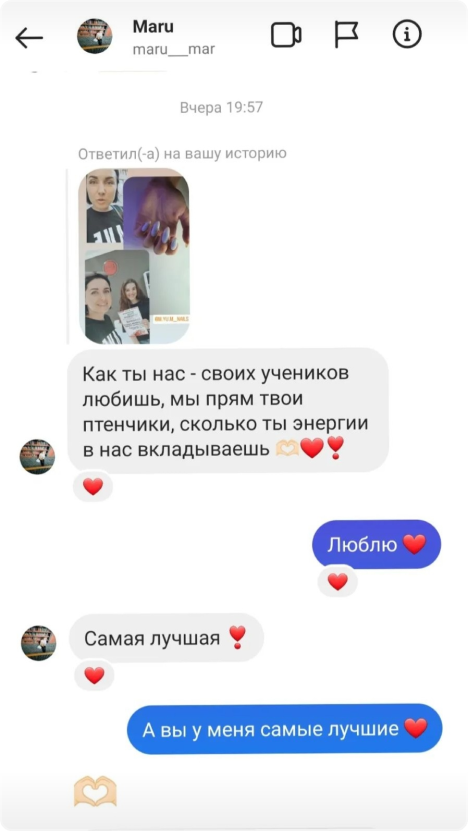 Maru
maru___mar
Вчера 19:57
Ответил(-а) на вашу историю
Как ты нас - своих учеников
любишь, мы прям твои
птенчики, сколько ты энергии
в нас вкладываешь 🫶🏻❤️❣️
❤️
Люблю ❤️
❤️
Самая лучшая ❣️
❤️
А вы у меня самые лучшие ❤️
🫶🏻